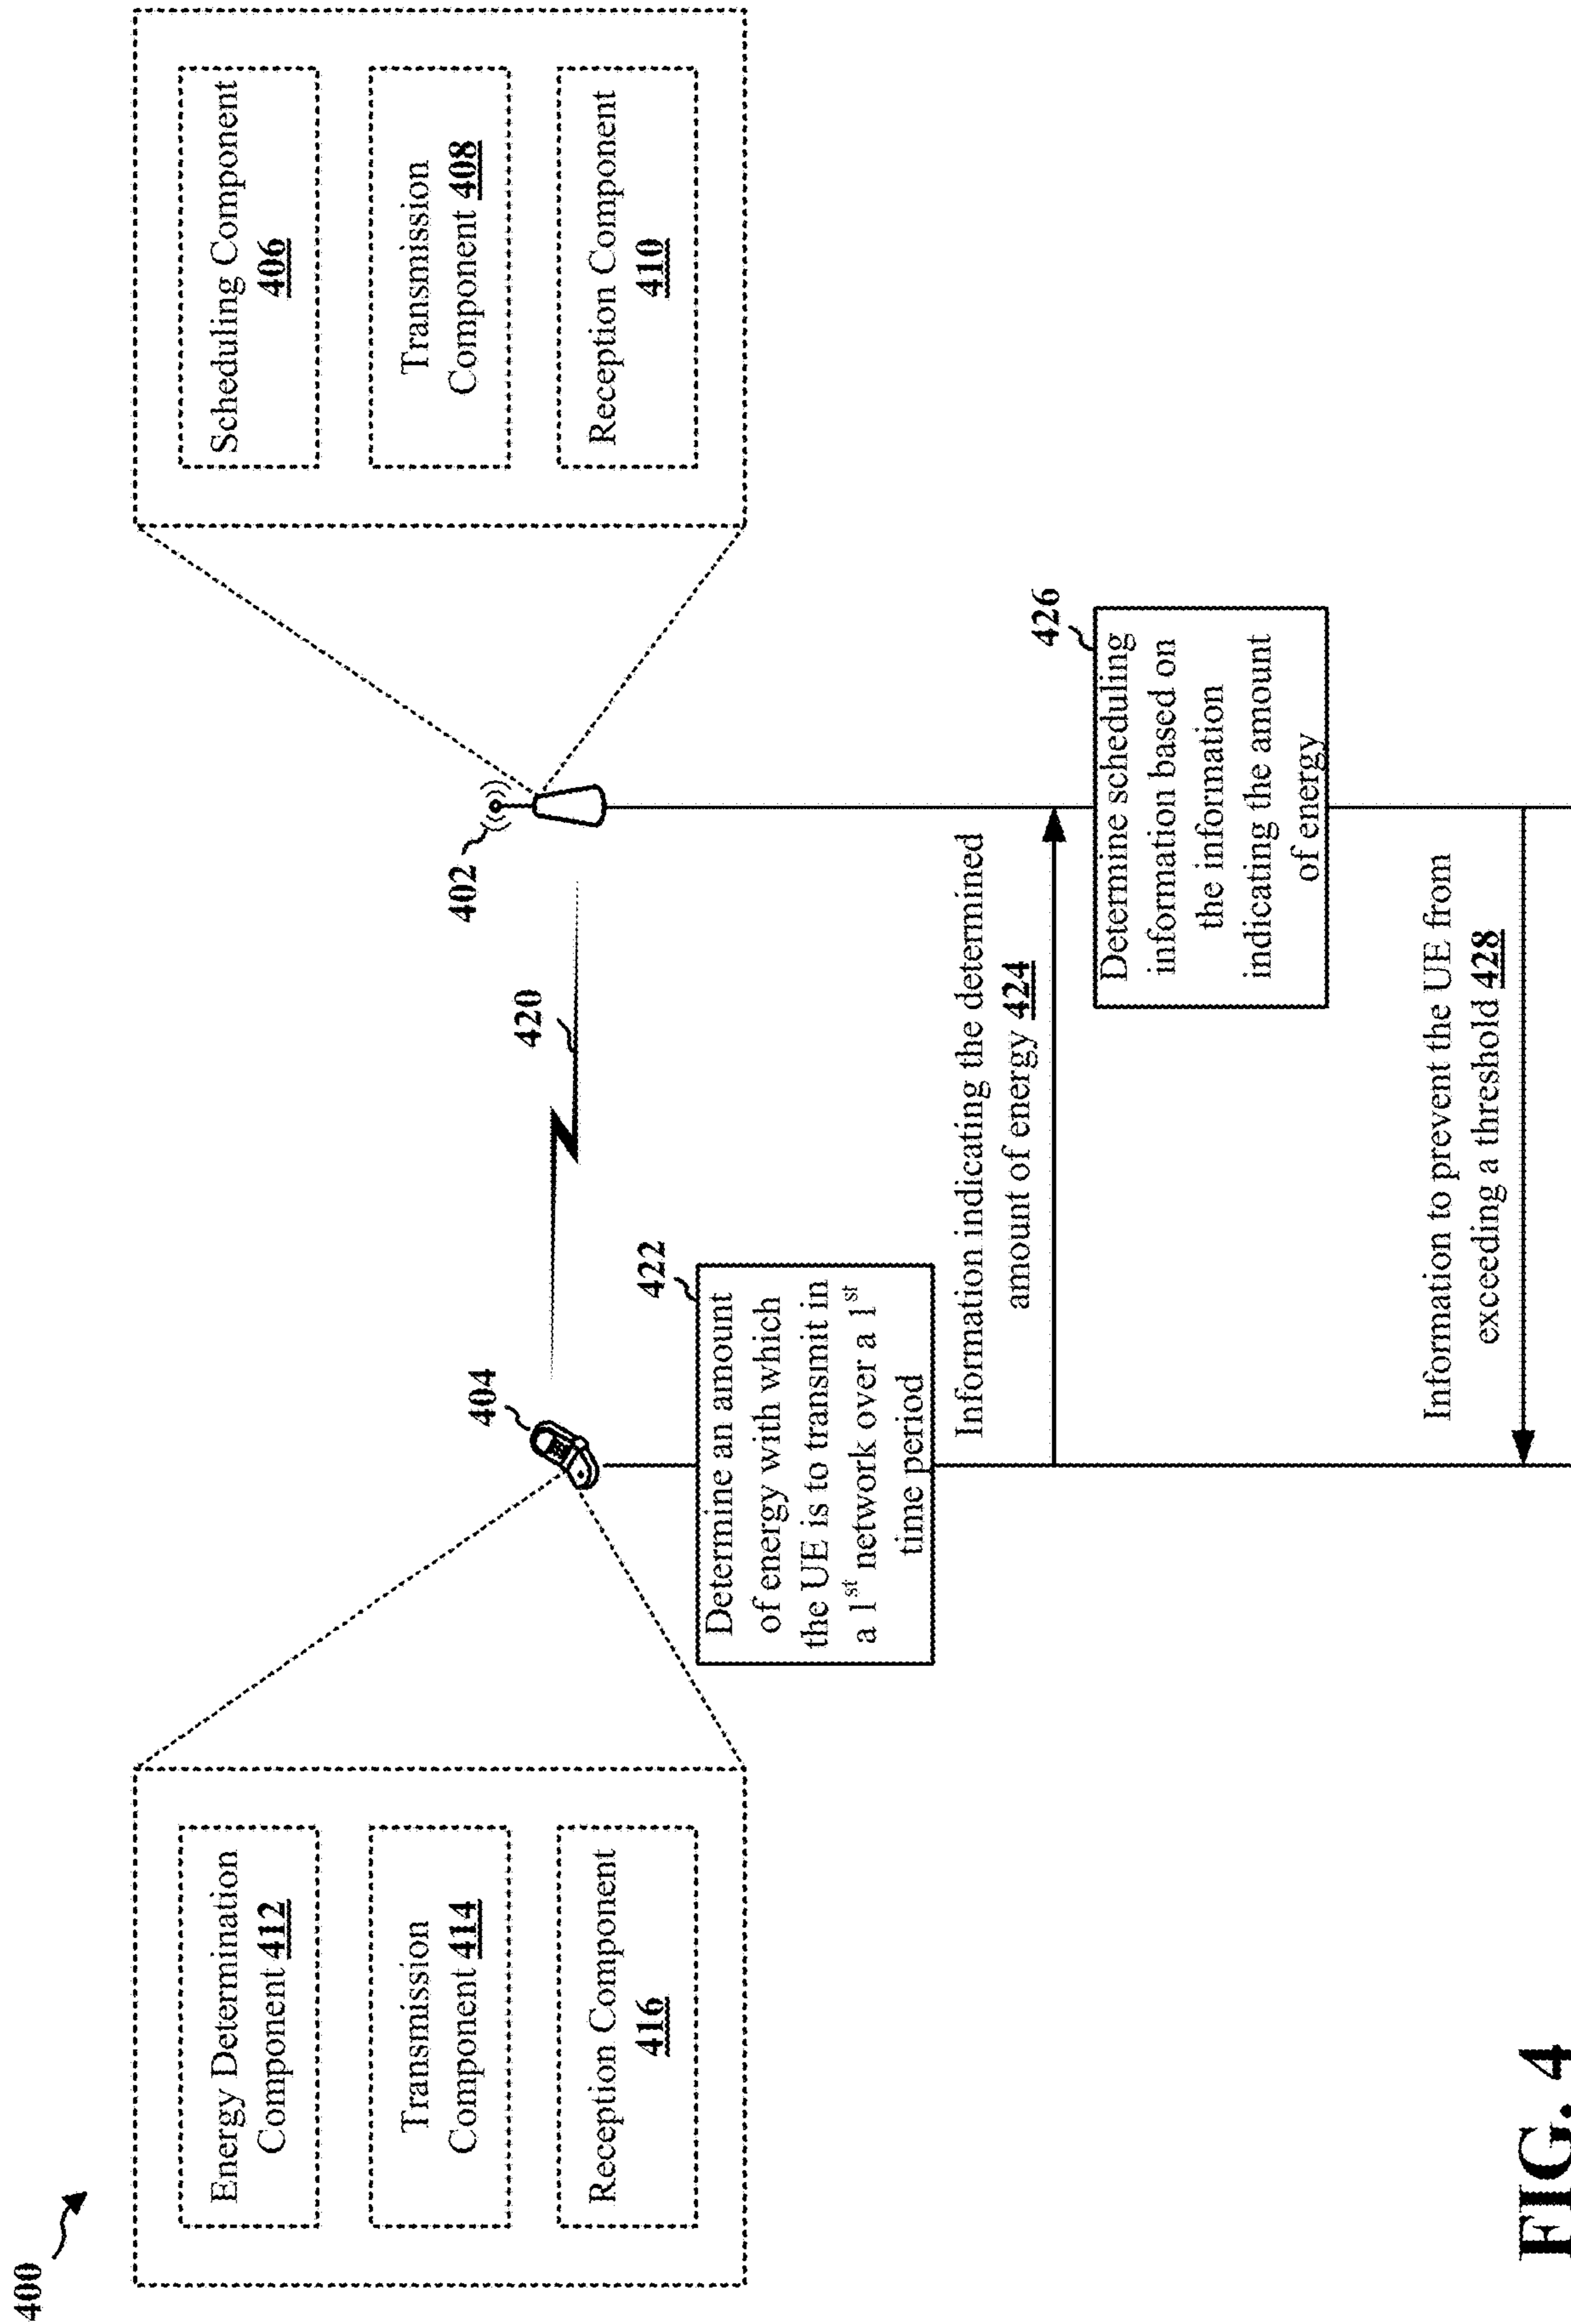 400
Energy Determination
Component 412
Transmission
Component 414
Reception Component
416
Scheduling Component
406
Transmission
Component 408
Reception Component
410
404
402
420
422
Determine an amount
of energy with which
the UE is to transmit in
a 1st network over a 1st
time period
Information indicating the determined
amount of energy 424
426
Determine scheduling
information based on
the information
indicating the amount
of energy
Information to prevent the UE from
exceeding a threshold 428
FIG. 4